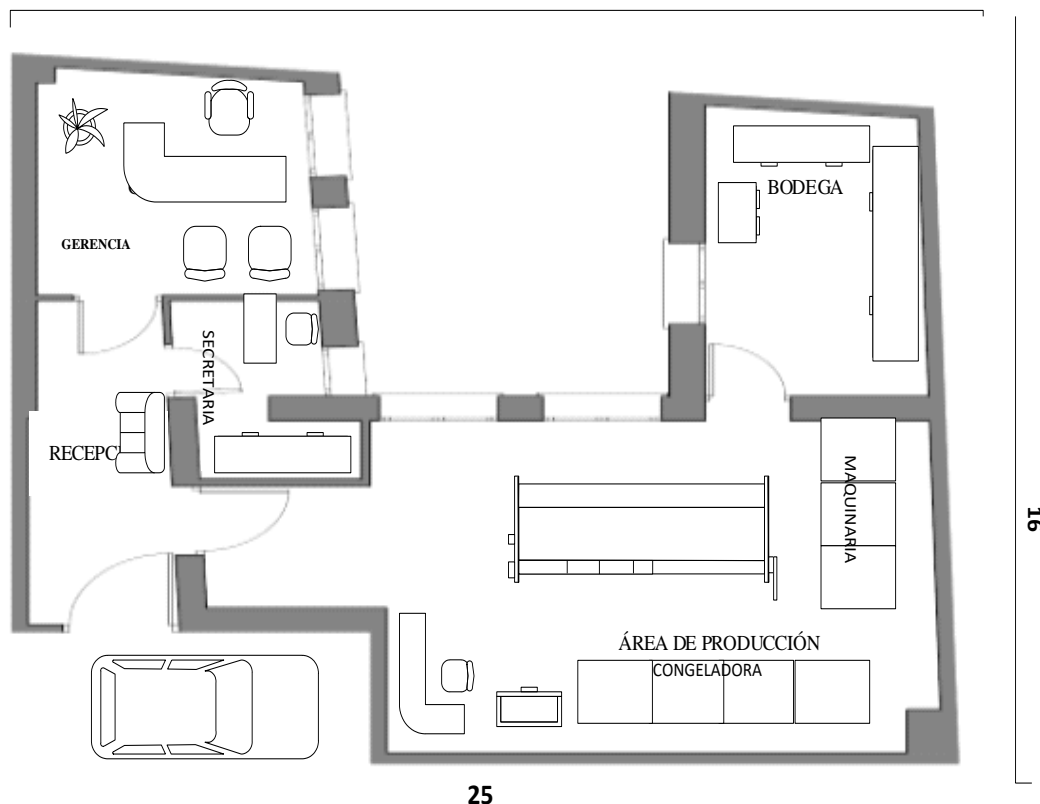 BODEGA
GERENCIA
SECRETARIA
RECEPC
MAQUINARIA
16
ÁREA DE PRODUCCIÓN
CONGELADORA
25